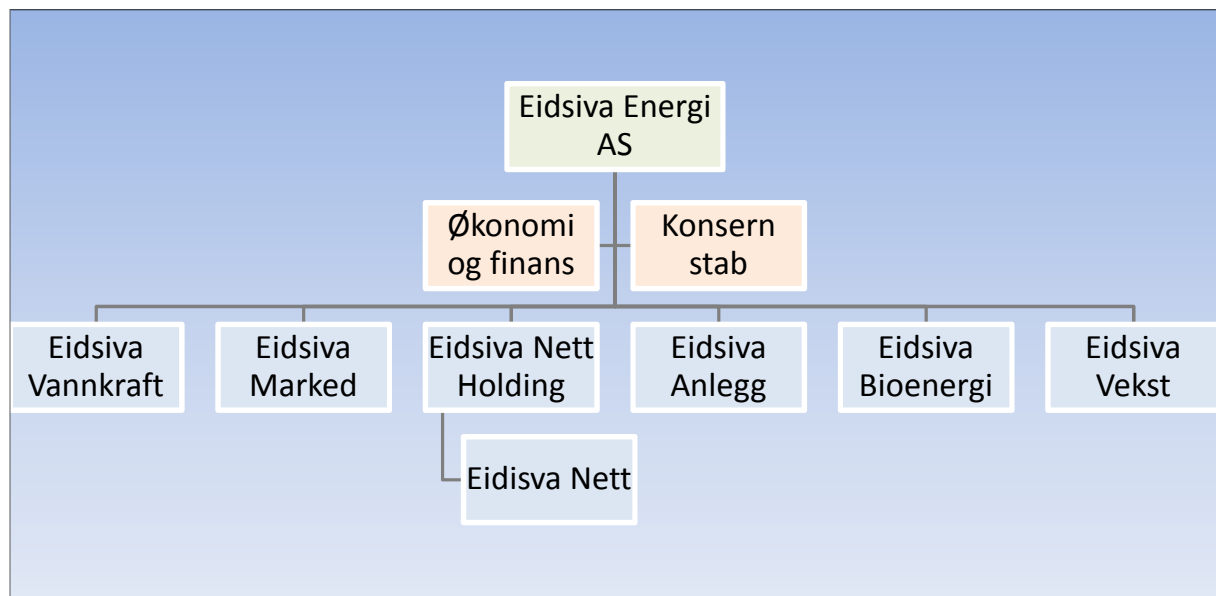 Eidsiva Energi
AS
Økonomi
og finans
Konsern
stab
Eidsiva
Vannkraft
Eidsiva
Marked
Eidsiva Nett
Holding
Eidsiva
Anlegg
Eidsiva
Bioenergi
Eidsiva
Vekst
Eidisva Nett